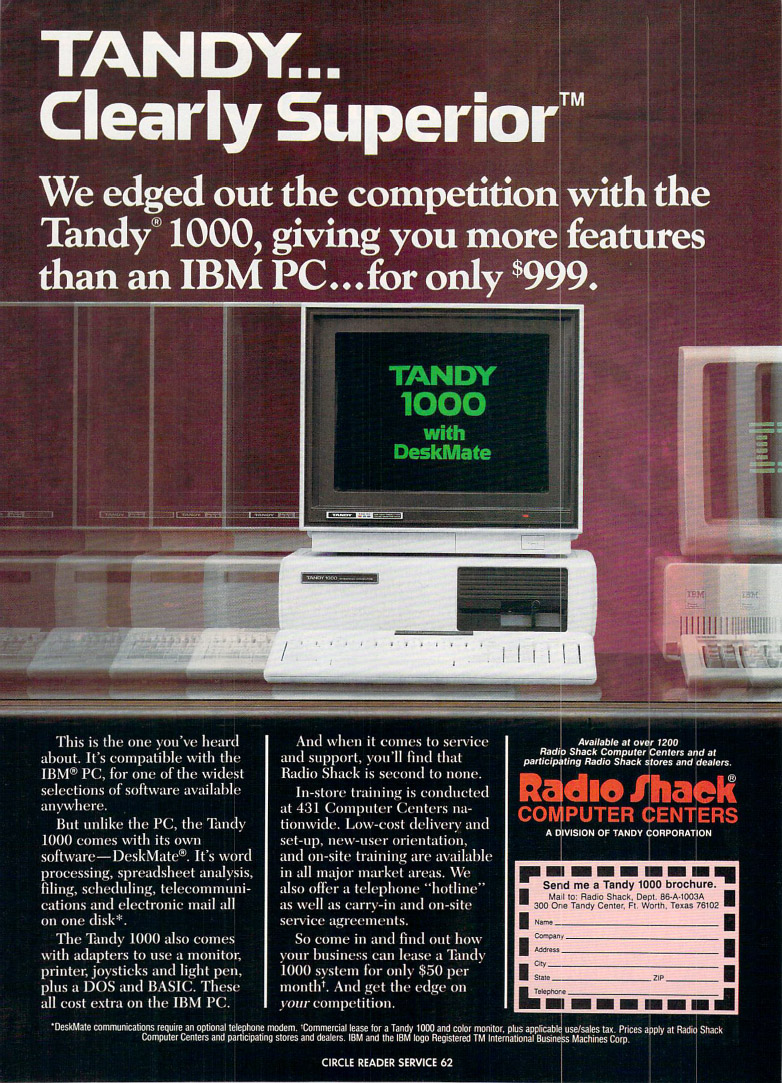 TANDY...
Clearly Superior™
We edged out the competition with the
Tandy® 1000, giving you more features
than an IBM PC...for only $999.
TANDY
1000
with
DeskMate
TANDY
TANDY
TANDY
TANDY
TANDY
TANDY 1000
IBM
IBM
This is the one you've heard
about. It's compatible with the
IBM® PC, for one of the widest
selections of software available
anywhere.
But unlike the PC, the Tandy
1000 comes with its own
software—DeskMate®. It's word
processing, spreadsheet analysis,
filing, scheduling, telecommuni-
cations and electronic mail all
on one disk*.
The Tandy 1000 also comes
with adapters to use a monitor,
printer, joysticks and light pen,
plus a DOS and BASIC. These
all cost extra on the IBM PC.
And when it comes to service
and support, you'll find that
Radio Shack is second to none.
In-store training is conducted
at 431 Computer Centers na-
tionwide. Low-cost delivery and
set-up, new-user orientation,
and on-site training are available
in all major market areas. We
also offer a telephone "hotline"
as well as carry-in and on-site
service agreements.
So come in and find out how
your business can lease a Tandy
1000 system for only $50 per
month†. And get the edge on
your competition.
Available at over 1200
Radio Shack Computer Centers and at
participating Radio Shack stores and dealers.
Radio Shack®
COMPUTER CENTERS
A DIVISION OF TANDY CORPORATION
Send me a Tandy 1000 brochure.
Mail to: Radio Shack, Dept. 86-A-1003A
300 One Tandy Center, Ft. Worth, Texas 76102
Name
Company
Address
City
State ZIP
Telephone
*DeskMate communications require an optional telephone modem. †Commercial lease for a Tandy 1000 and color monitor, plus applicable use/sales tax. Prices apply at Radio Shack
Computer Centers and participating stores and dealers. IBM and the IBM logo Registered TM International Business Machines Corp.
CIRCLE READER SERVICE 62